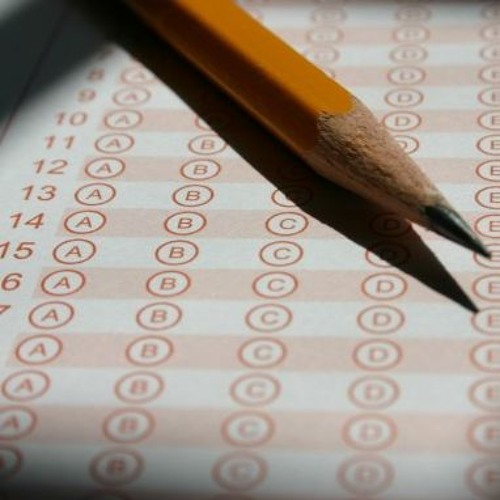 8 A D
9 A D
10 A D
11 A B E
12 A B E
13 A B C E
14 A B C D E
15 A B C D
6 A B C D E
7 A B C D E
A B C D E
A B C D
A B C D
B C D